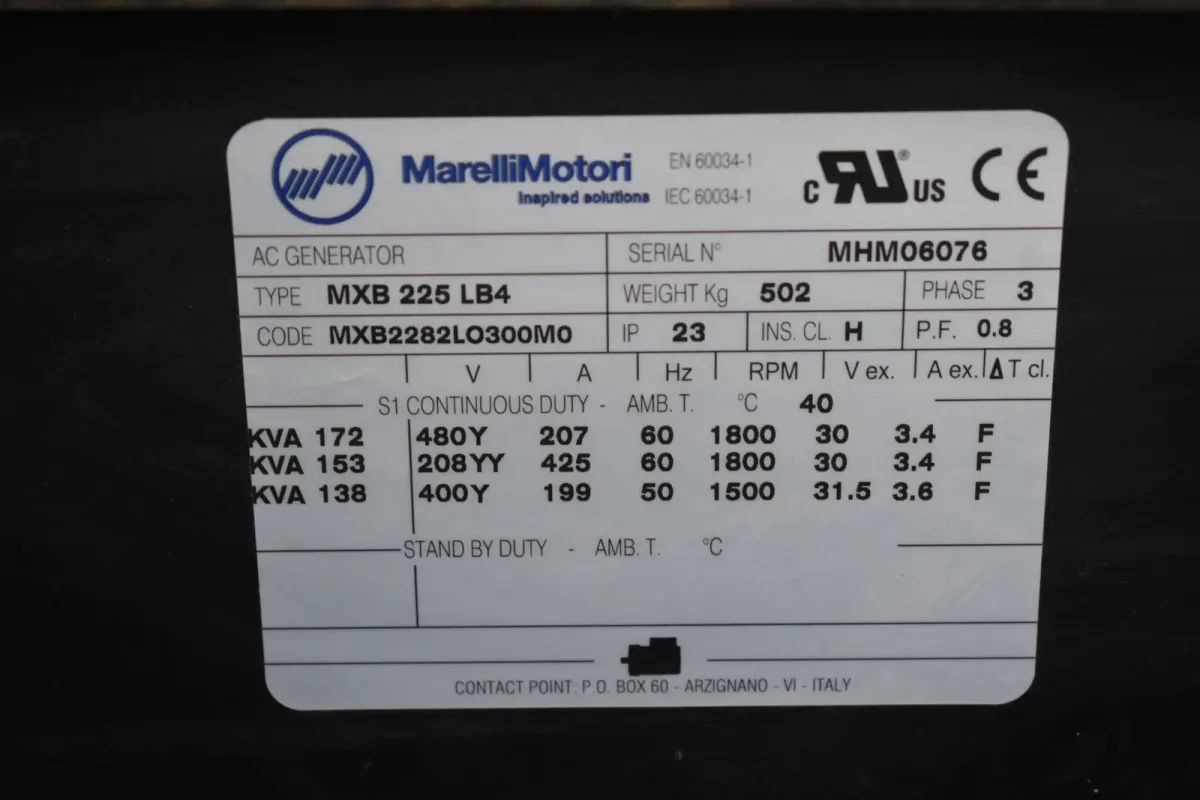 MarelliMotori EN 60034-1
inspired solutions IEC 60034-1
c RU® US CE
AC GENERATOR SERIAL N° MHM06076
TYPE MXB 225 LB4 WEIGHT Kg 502 PHASE 3
CODE MXB2282LO300M0 IP 23 INS. CL. H P.F. 0.8
V A Hz RPM V ex. A ex. Δ T cl.
S1 CONTINUOUS DUTY - AMB. T. °C 40
KVA 172 480Y 207 60 1800 30 3.4 F
KVA 153 208YY 425 60 1800 30 3.4 F
KVA 138 400Y 199 50 1500 31.5 3.6 F
STAND BY DUTY - AMB. T. °C
CONTACT POINT: P.O. BOX 60 - ARZIGNANO - VI - ITALY